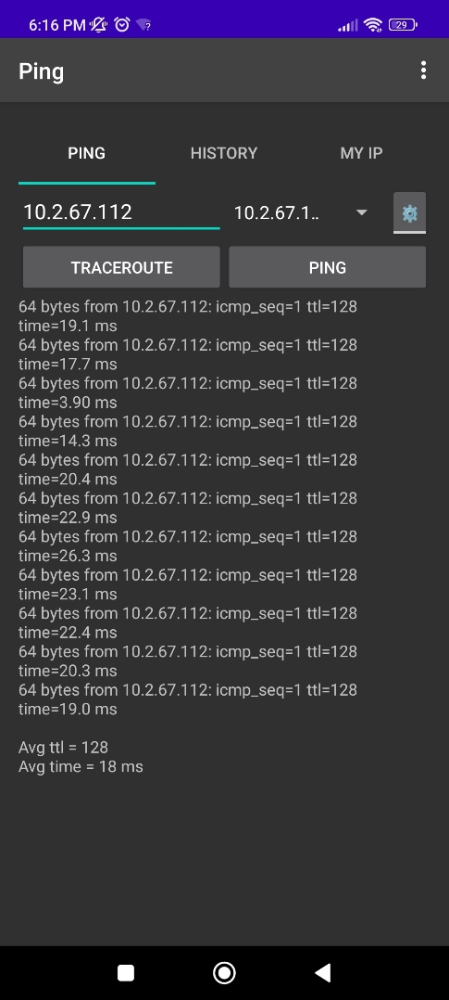 6:16 PM
29
Ping
PING
HISTORY
MY IP
10.2.67.112
10.2.67.1..
TRACEROUTE
PING
64 bytes from 10.2.67.112: icmp_seq=1 ttl=128
time=19.1 ms
64 bytes from 10.2.67.112: icmp_seq=1 ttl=128
time=17.7 ms
64 bytes from 10.2.67.112: icmp_seq=1 ttl=128
time=3.90 ms
64 bytes from 10.2.67.112: icmp_seq=1 ttl=128
time=14.3 ms
64 bytes from 10.2.67.112: icmp_seq=1 ttl=128
time=20.4 ms
64 bytes from 10.2.67.112: icmp_seq=1 ttl=128
time=22.9 ms
64 bytes from 10.2.67.112: icmp_seq=1 ttl=128
time=26.3 ms
64 bytes from 10.2.67.112: icmp_seq=1 ttl=128
time=23.1 ms
64 bytes from 10.2.67.112: icmp_seq=1 ttl=128
time=22.4 ms
64 bytes from 10.2.67.112: icmp_seq=1 ttl=128
time=20.3 ms
64 bytes from 10.2.67.112: icmp_seq=1 ttl=128
time=19.0 ms
Avg ttl = 128
Avg time = 18 ms